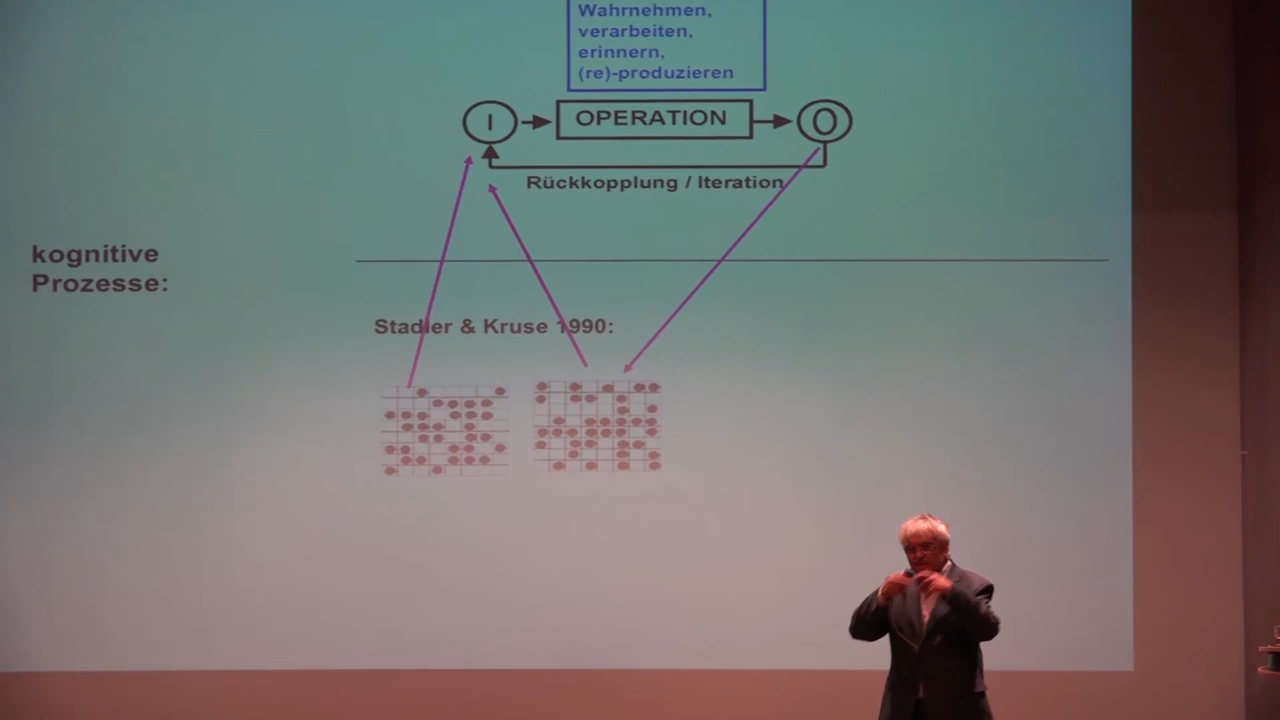 Wahrnehmen,
verarbeiten,
erinnern,
(re)-produzieren
I
OPERATION
O
Rückkopplung / Iteration
kognitive
Prozesse:
Stadler & Kruse 1990: